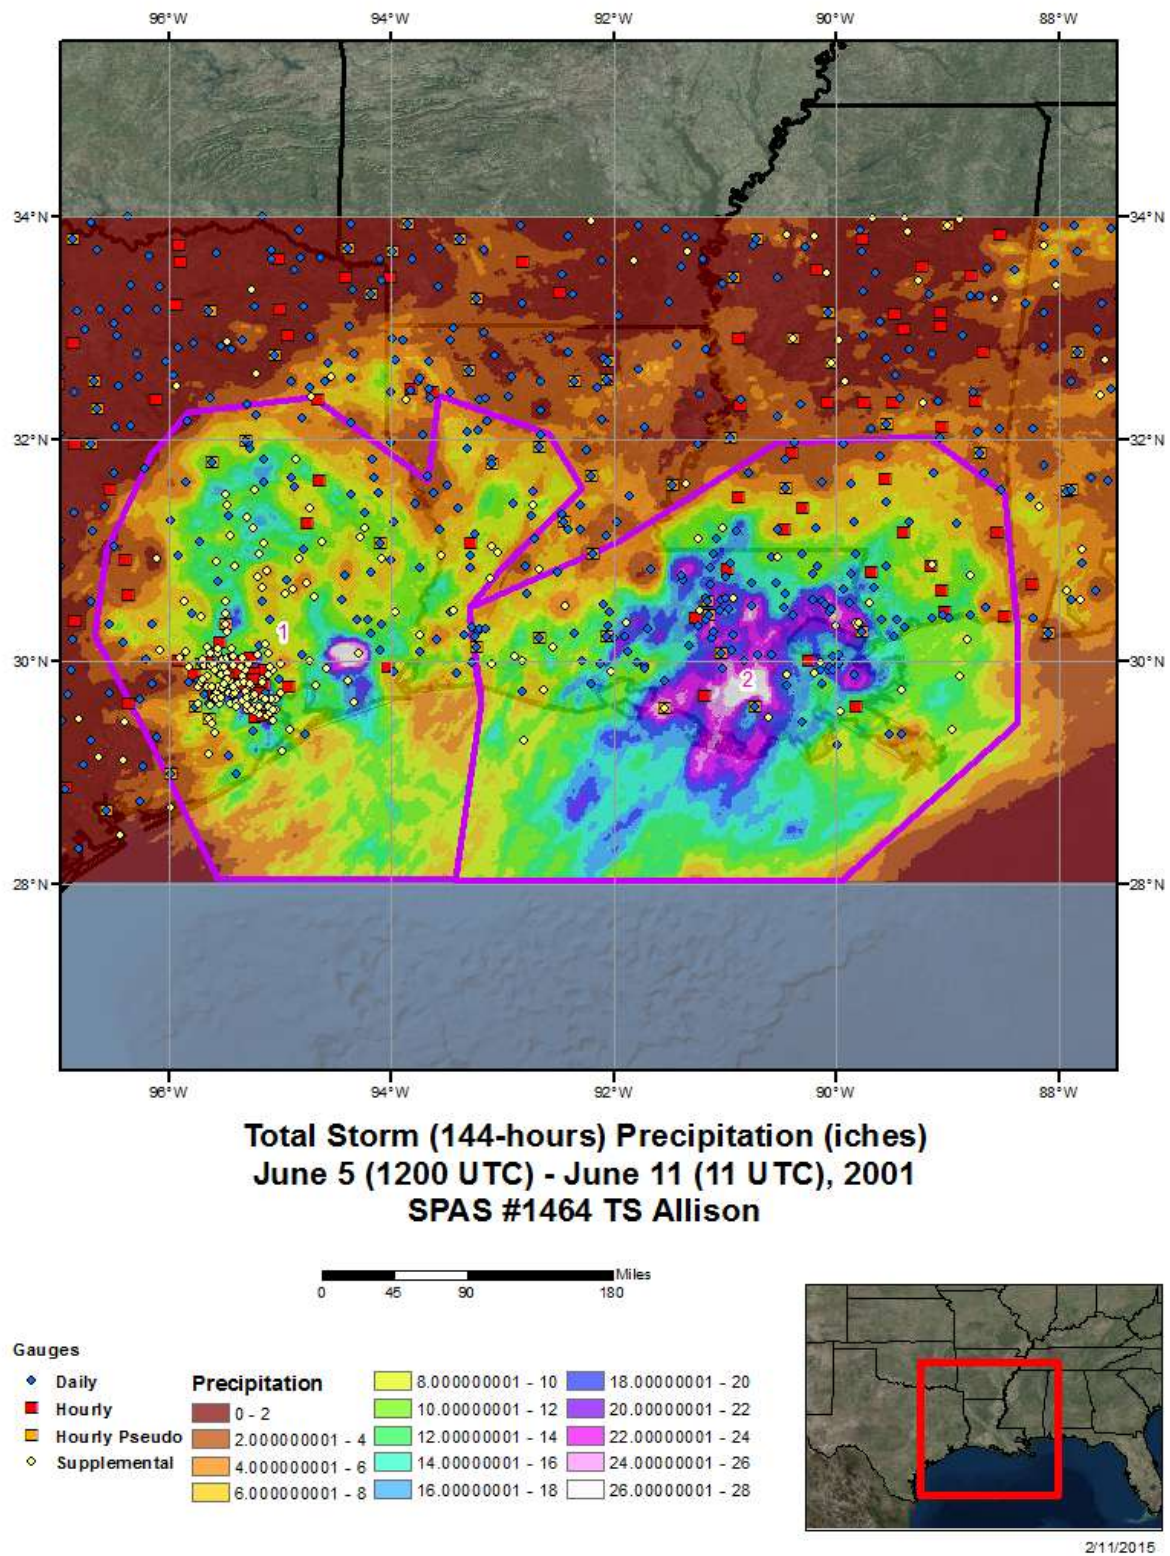 96°W 94°W 92°W 90°W 88°W
34°N 34°N
32°N 32°N
1
30°N 30°N
2
28°N 28°N
96°W 94°W 92°W 90°W 88°W
Total Storm (144-hours) Precipitation (iches)
June 5 (1200 UTC) - June 11 (11 UTC), 2001
SPAS #1464 TS Allison
Miles
0 45 90 180
Gauges
Daily
Hourly
Hourly Pseudo
Supplemental
Precipitation
0 - 2
2.000000001 - 4
4.000000001 - 6
6.000000001 - 8
8.000000001 - 10
10.00000001 - 12
12.00000001 - 14
14.00000001 - 16
16.00000001 - 18
18.00000001 - 20
20.00000001 - 22
22.00000001 - 24
24.00000001 - 26
26.00000001 - 28
2/11/2015